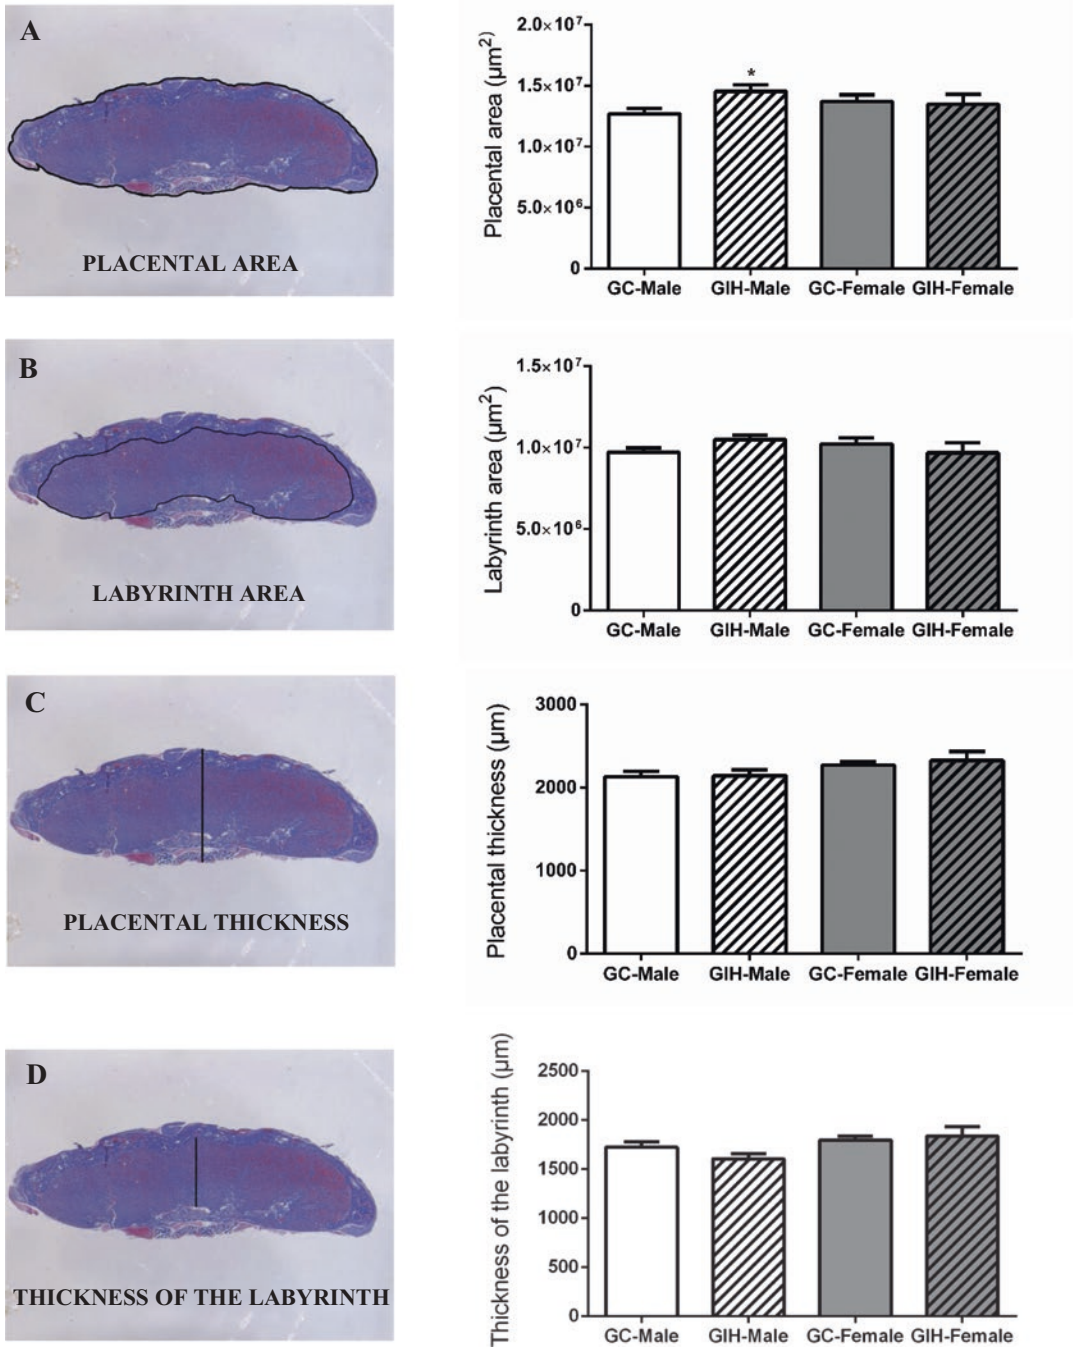 A
PLACENTAL AREA
Placental area (µm²)
2.0×10⁷
1.5×10⁷
1.0×10⁷
5.0×10⁶
0
*
GC-Male GIH-Male GC-Female GIH-Female
B
LABYRINTH AREA
Labyrinth area (µm²)
1.5×10⁷
1.0×10⁷
5.0×10⁶
0
GC-Male GIH-Male GC-Female GIH-Female
C
PLACENTAL THICKNESS
Placental thickness (µm)
3000
2000
1000
0
GC-Male GIH-Male GC-Female GIH-Female
D
THICKNESS OF THE LABYRINTH
Thickness of the labyrinth (µm)
2500
2000
1500
1000
500
0
GC-Male GIH-Male GC-Female GIH-Female